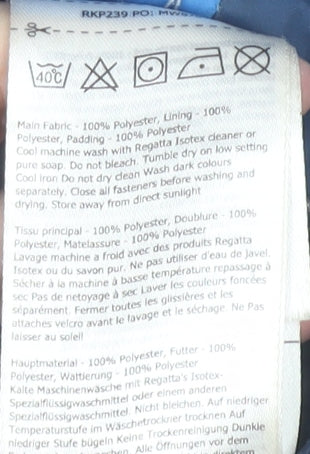 RKP239 PO:
40°C
Main Fabric - 100% Polyester, Lining - 100%
Polyester, Padding - 100% Polyester
Cool machine wash with Regatta Isotex cleaner or
pure soap. Do not bleach. Tumble dry on low setting
Cool iron Do not dry clean Wash dark colours
separately. Close all fasteners before washing and
drying. Store away from direct sunlight
Tissu principal - 100% Polyester, Doublure - 100%
Polyester, Matelassure - 100% Polyester
Lavage machine a froid avec des produits Regatta
Isotex ou du savon pur. Ne pas utiliser d'eau de javel.
Sécher à la machine à basse température repassage à
sec Pas de netoyage à sec Laver les couleurs foncées
séparément. Fermer toutes les glissières et les
attaches velcro avant le lavage et le séchage. Ne Pas
laisser au soleil
Hauptmaterial - 100% Polyester, Futter - 100%
Polyester, Wattierung - 100% Polyester
Kalte Maschinenwäsche mit Regatta's Isotex-
Spezialflüssigwaschmittel oder einem anderen
Spezialflüssigwaschmittel. Nicht bleichen. Auf niedriger
Temperaturstufe im Wäschetrockner trocknen Auf
niedriger Stufe bügeln Keine Trockenreinigung Dunkle
Alle Öffnungen vor dem